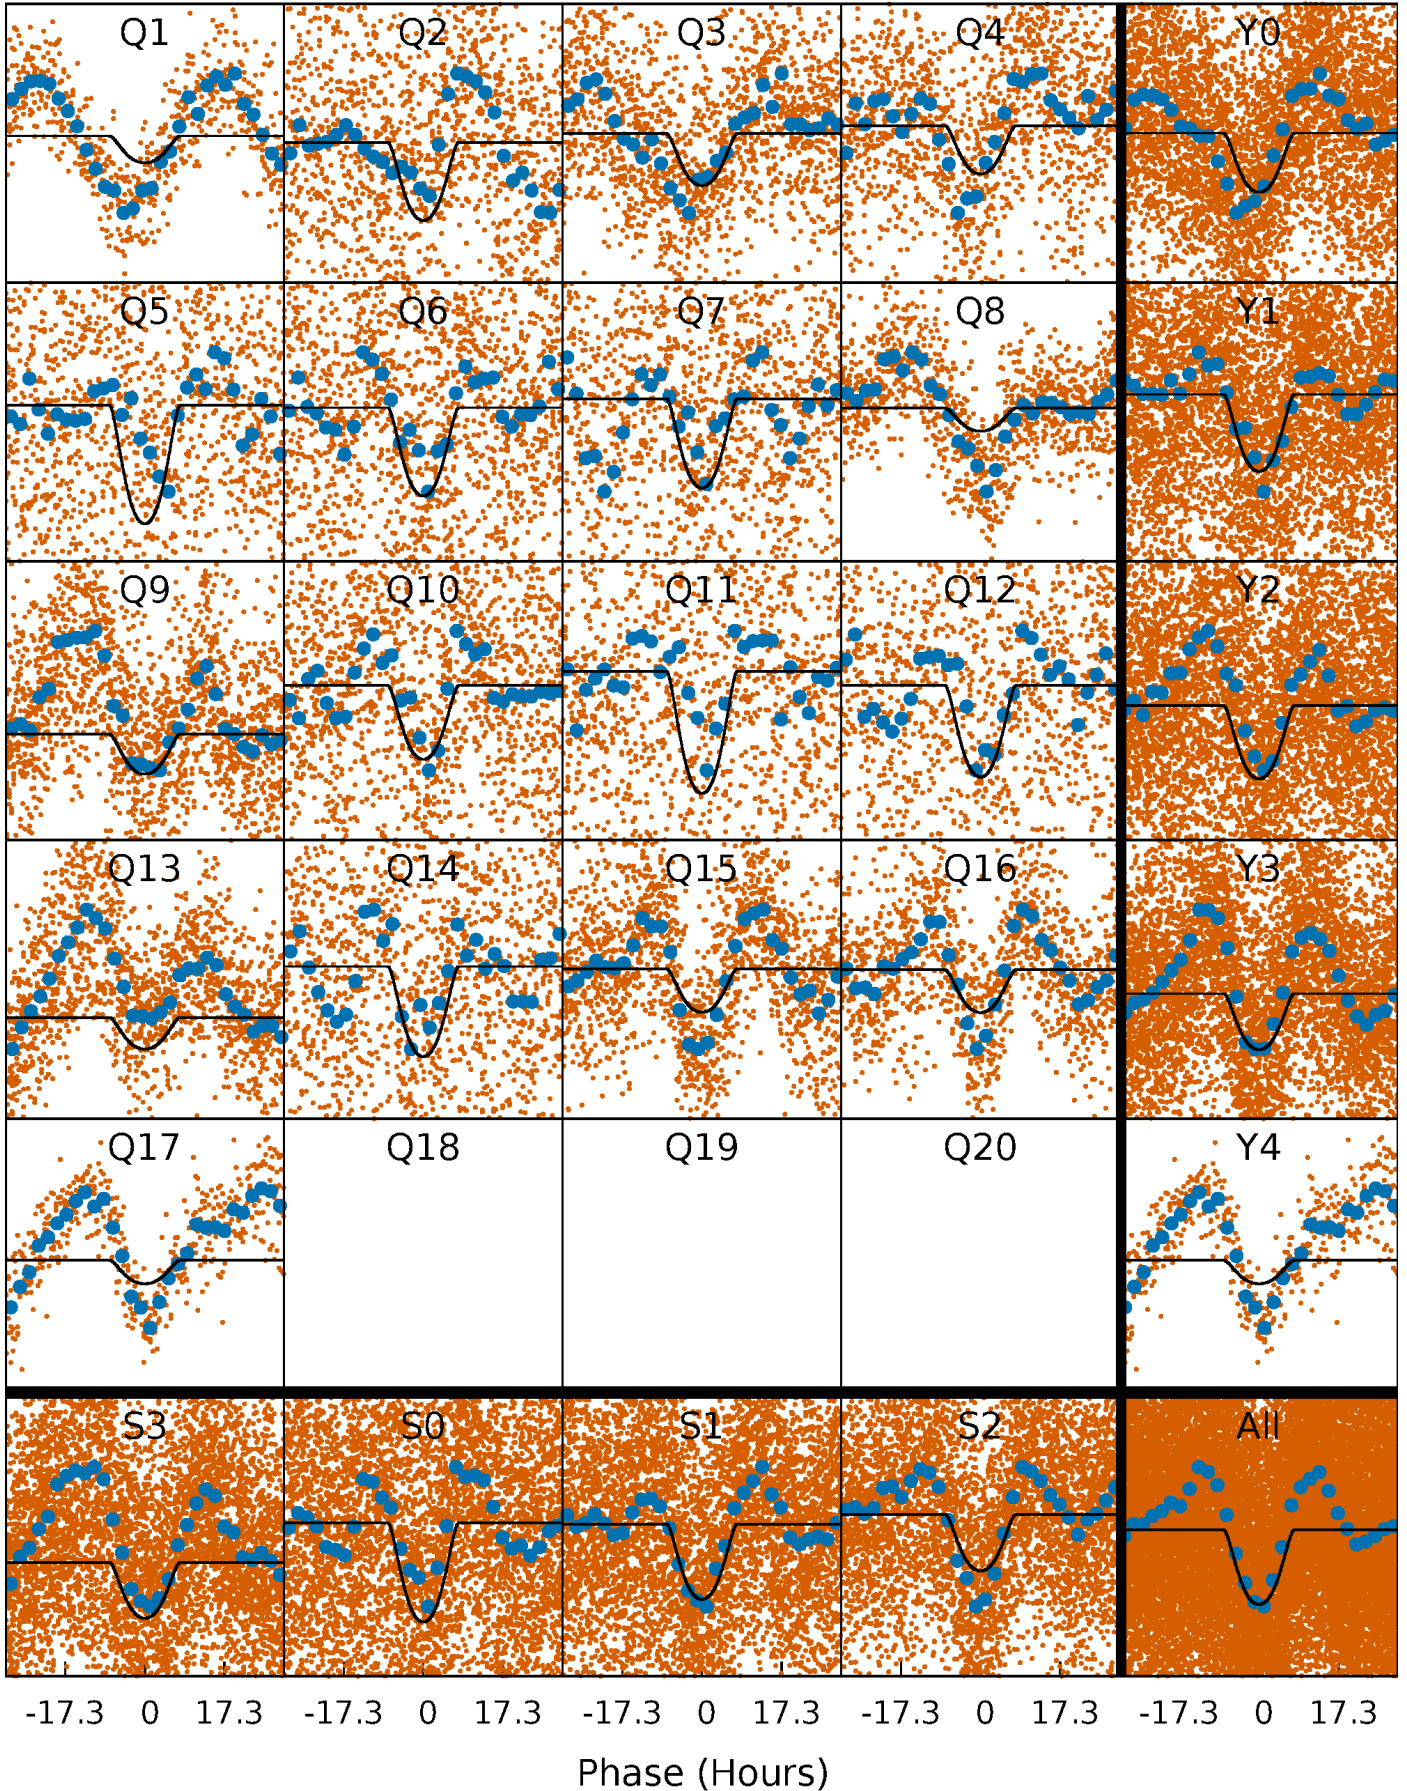 Q1 Q2 Q3 Q4 Y0
Q5 Q6 Q7 Q8 Y1
Q9 Q10 Q11 Q12 Y2
Q13 Q14 Q15 Q16 Y3
Q17 Q18 Q19 Q20 Y4
S3 S0 S1 S2 All
-17.3 0 17.3 -17.3 0 17.3 -17.3 0 17.3 -17.3 0 17.3 -17.3 0 17.3
Phase (Hours)